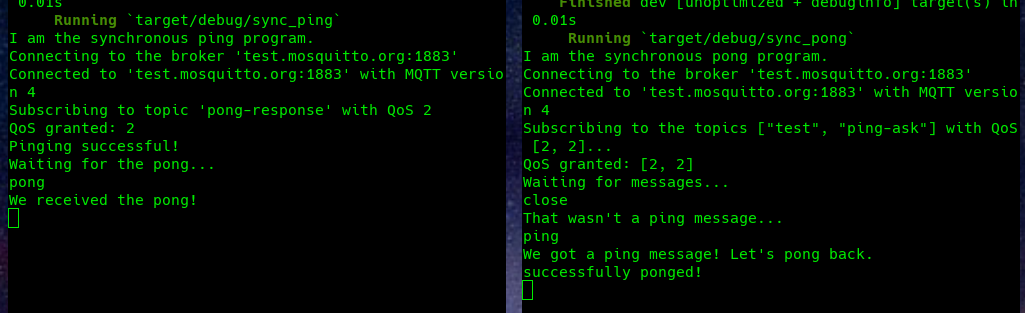 0.01s
Running `target/debug/sync_ping`
I am the synchronous ping program.
Connecting to the broker 'test.mosquitto.org:1883'
Connected to 'test.mosquitto.org:1883' with MQTT versio
n 4
Subscribing to topic 'pong-response' with QoS 2
QoS granted: 2
Pinging successful!
Waiting for the pong...
pong
We received the pong!
Finished dev [unoptimized + debuginfo] target(s) in
0.01s
Running `target/debug/sync_pong`
I am the synchronous pong program.
Connecting to the broker 'test.mosquitto.org:1883'
Connected to 'test.mosquitto.org:1883' with MQTT versio
n 4
Subscribing to the topics ["test", "ping-ask"] with QoS
[2, 2]...
QoS granted: [2, 2]
Waiting for messages...
close
That wasn't a ping message...
ping
We got a ping message! Let's pong back.
successfully ponged!